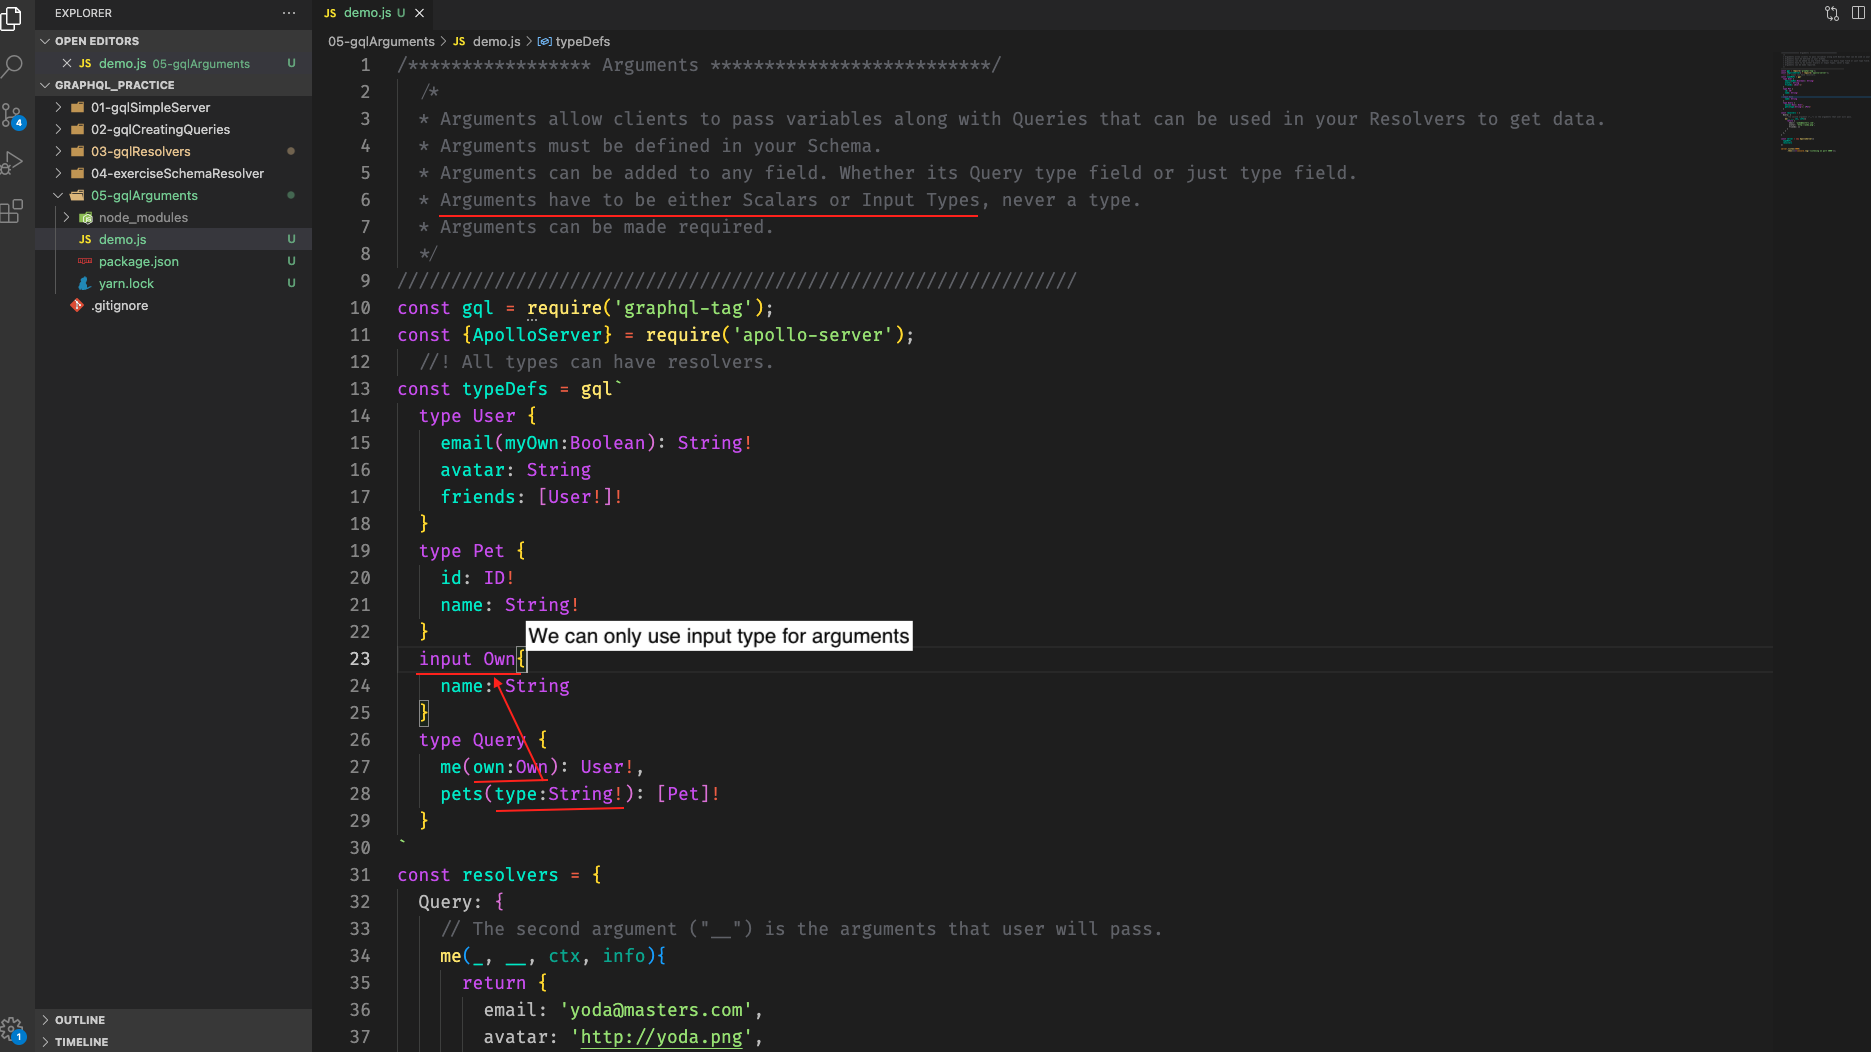 EXPLORER
OPEN EDITORS
JS demo.js 05-gqlArguments U
GRAPHQL_PRACTICE
01-gqlSimpleServer
02-gqlCreatingQueries
03-gqlResolvers
04-exerciseSchemaResolver
05-gqlArguments
node_modules
JS demo.js U
package.json U
yarn.lock U
.gitignore
OUTLINE
TIMELINE
4
1
JS demo.js U
05-gqlArguments > JS demo.js > typeDefs
1 /***************** Arguments **************************/
2 /*
3 * Arguments allow clients to pass variables along with Queries that can be used in your Resolvers to get data.
4 * Arguments must be defined in your Schema.
5 * Arguments can be added to any field. Whether its Query type field or just type field.
6 * Arguments have to be either Scalars or Input Types, never a type.
7 * Arguments can be made required.
8 */
9 ///////////////////////////////////////////////////////////////
10 const gql = require('graphql-tag');
11 const {ApolloServer} = require('apollo-server');
12 //! All types can have resolvers.
13 const typeDefs = gql`
14 type User {
15 email(myOwn:Boolean): String!
16 avatar: String
17 friends: [User!]!
18 }
19 type Pet {
20 id: ID!
21 name: String!
22 }
We can only use input type for arguments
23 input Own{
24 name: String
25 }
26 type Query {
27 me(own:Own): User!,
28 pets(type:String!): [Pet]!
29 }
30 `
31 const resolvers = {
32 Query: {
33 // The second argument ("__") is the arguments that user will pass.
34 me(_, __, ctx, info){
35 return {
36 email: 'yoda@masters.com',
37 avatar: 'http://yoda.png',